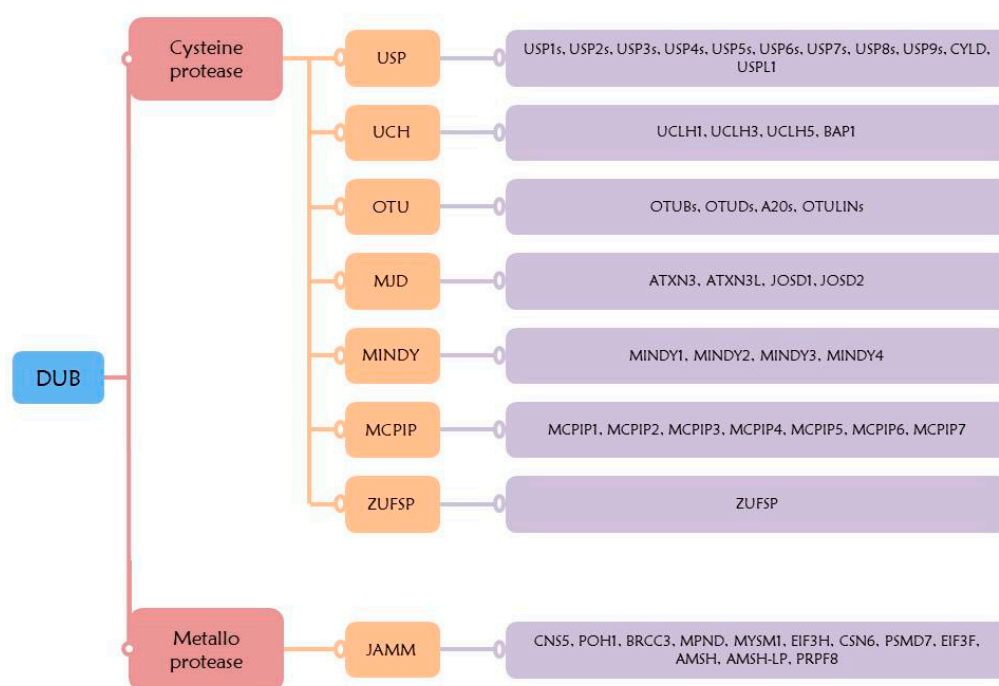 Cysteine
protease
USP
USP1s, USP2s, USP3s, USP4s, USP5s, USP6s, USP7s, USP8s, USP9s, CYLD,
USPL1
UCH
UCLH1, UCLH3, UCLH5, BAP1
OTU
OTUBs, OTUDs, A20s, OTULINs
MJD
ATXN3, ATXN3L, JOSD1, JOSD2
DUB
MINDY
MINDY1, MINDY2, MINDY3, MINDY4
MCPIP
MCPIP1, MCPIP2, MCPIP3, MCPIP4, MCPIP5, MCPIP6, MCPIP7
ZUFSP
ZUFSP
Metallo
protease
JAMM
CNS5, POH1, BRCC3, MPND, MYSM1, EIF3H, CSN6, PSMD7, EIF3F,
AMSH, AMSH-LP, PRPF8